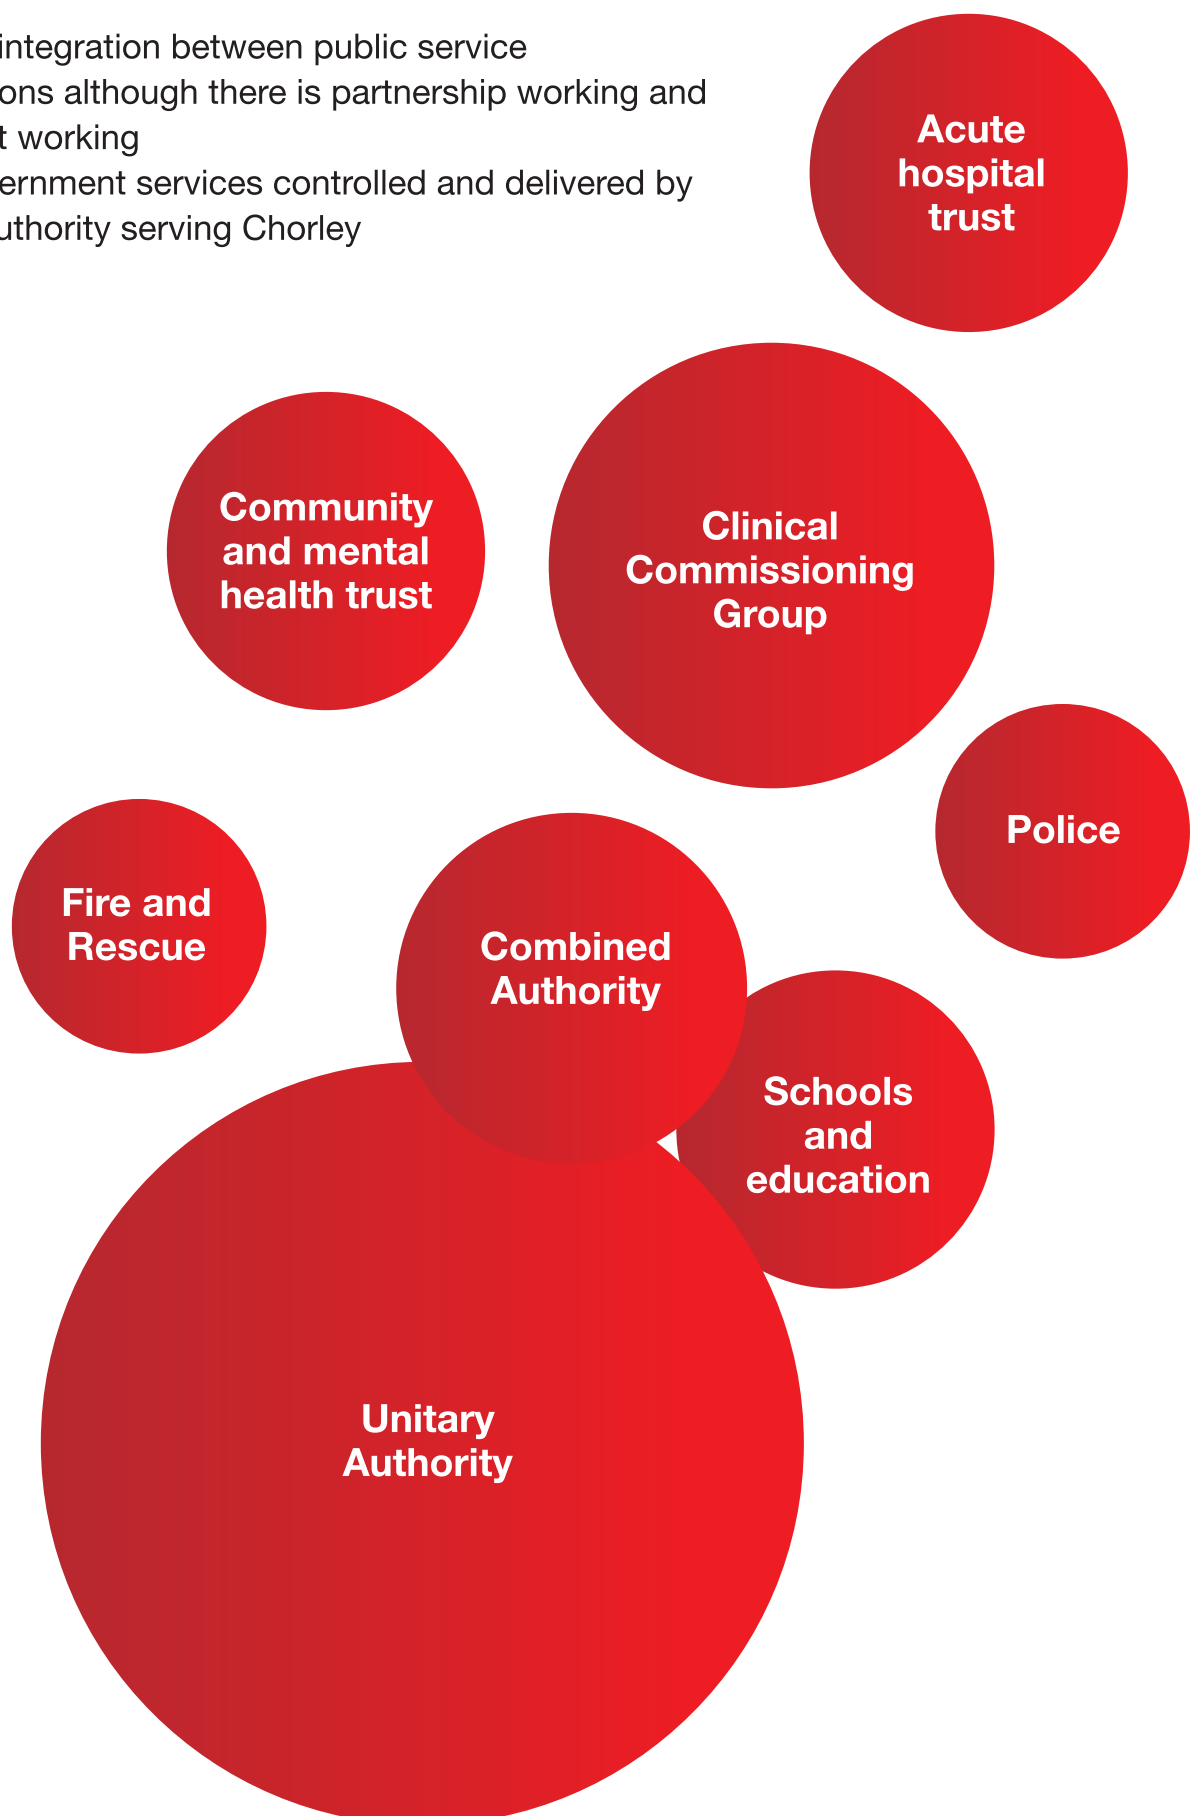 integration between public service
ons although there is partnership working and
t working
ernment services controlled and delivered by
uthority serving Chorley
Acute
hospital
trust
Community
and mental
health trust
Clinical
Commissioning
Group
Police
Fire and
Rescue
Combined
Authority
Schools
and
education
Unitary
Authority